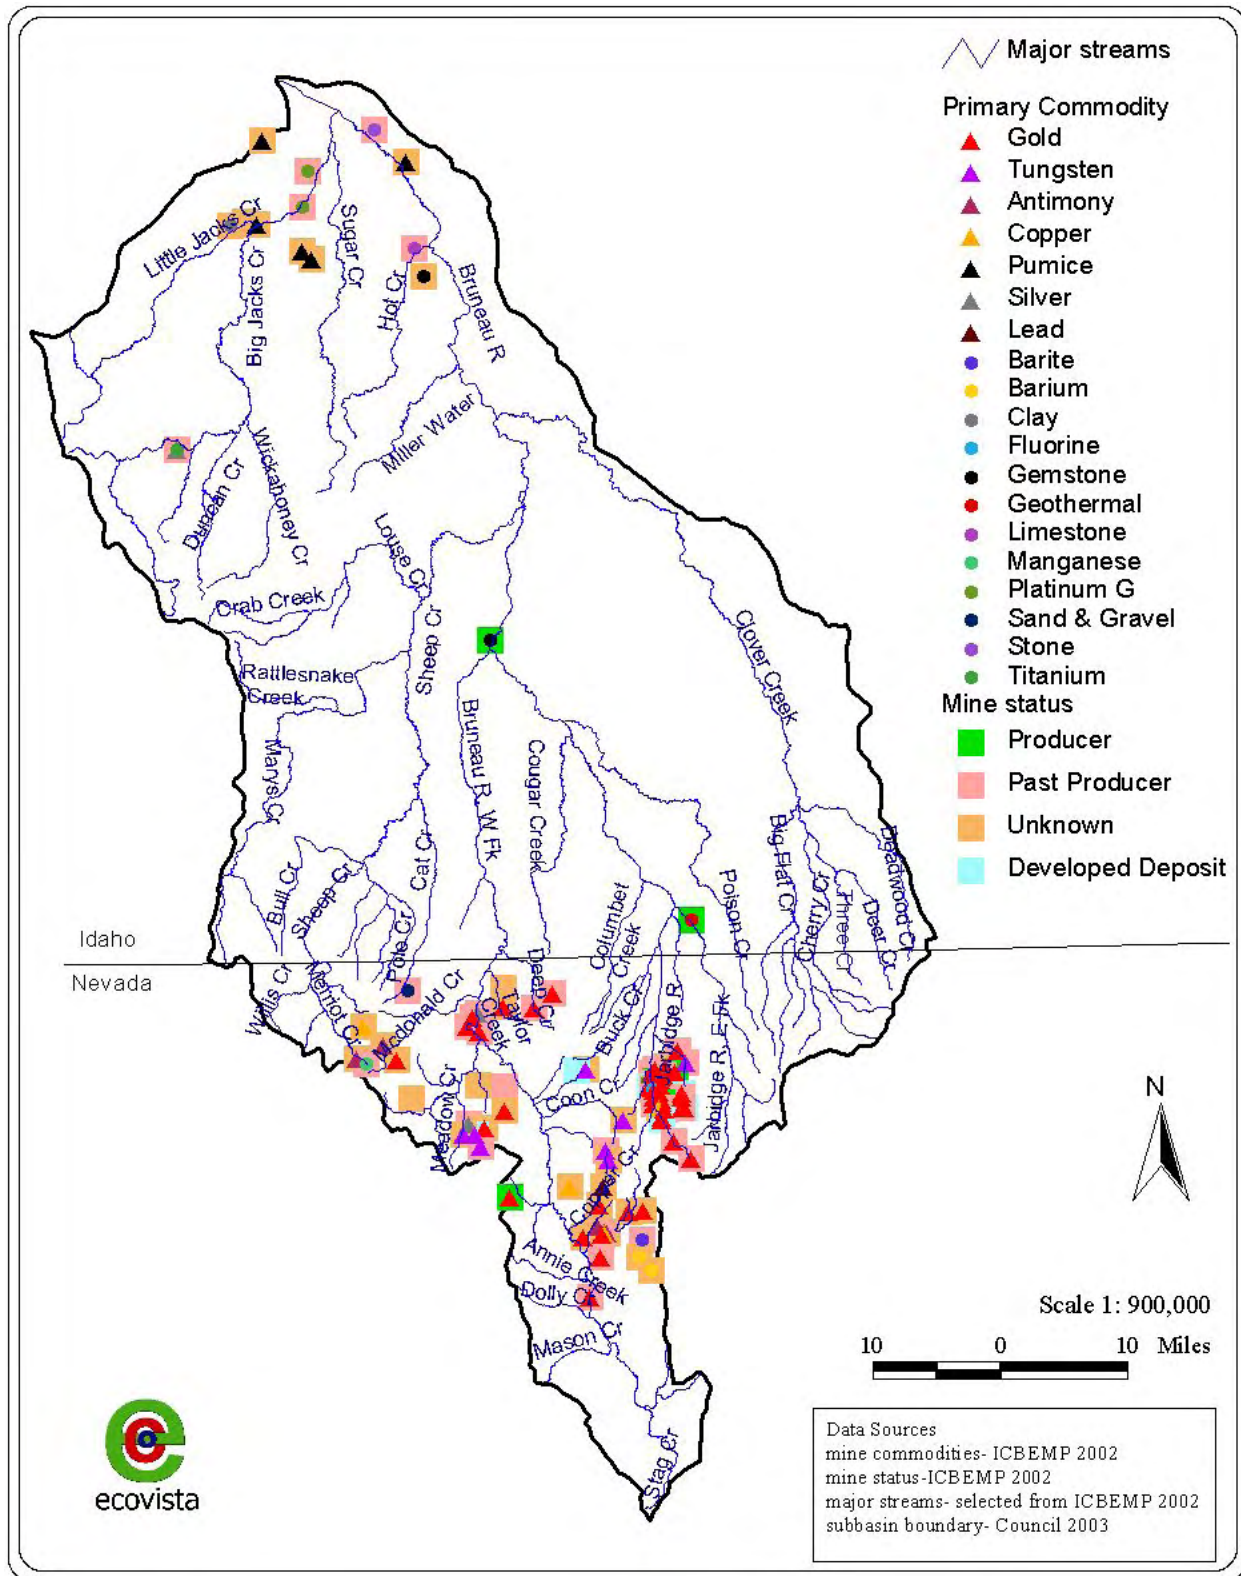 Major streams
Primary Commodity
Gold
Tungsten
Antimony
Copper
Pumice
Silver
Lead
Barite
Barium
Clay
Fluorine
Gemstone
Geothermal
Limestone
Manganese
Platinum G
Sand & Gravel
Stone
Titanium
Mine status
Producer
Past Producer
Unknown
Developed Deposit
Little Jacks Cr
Big Jacks Cr
Sugar Cr
Hot Cr
Bruneau R
Miller Water
Duncan Cr
Wickahoney Cr
Louse Cr
Crab Creek
Sheep Cr
Rattlesnake
Creek
Marys Cr
Bruneau R, W Fk
Cougar Creek
Clover Creek
Bull Cr
Sheep Cr
Cat Cr
Pole Cr
Columbet
Creek
Poison Cr
Big Flat Cr
Cherry Cr
Three Cr
Deer Cr
Deadwood Cr
Idaho
Nevada
Willis Cr
Merriot Cr
Mcdonald Cr
Taylor
Creek
Deep Cr
Buck Cr
Jarbidge R
Jarbidge R, E Fk
Meadow Cr
Coon Cr
Copper Cr
Annie Creek
Dolly Cr
Mason Cr
Stag Cr
N
Scale 1: 900,000
10 0 10 Miles
Data Sources
mine commodities- ICBEMP 2002
mine status-ICBEMP 2002
major streams- selected from ICBEMP 2002
subbasin boundary- Council 2003
ecovista